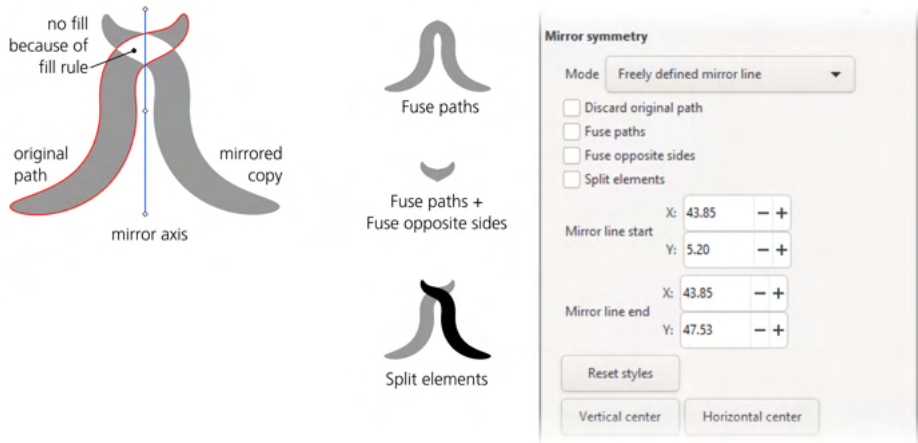 no fill
because of
fill rule
original
path
mirrored
copy
mirror axis
Fuse paths
Fuse paths +
Fuse opposite sides
Split elements
Mirror symmetry
Mode Freely defined mirror line
Discard original path
Fuse paths
Fuse opposite sides
Split elements
Mirror line start
X: 43.85 − +
Y: 5.20 − +
Mirror line end
X: 43.85 − +
Y: 47.53 − +
Reset styles
Vertical center Horizontal center